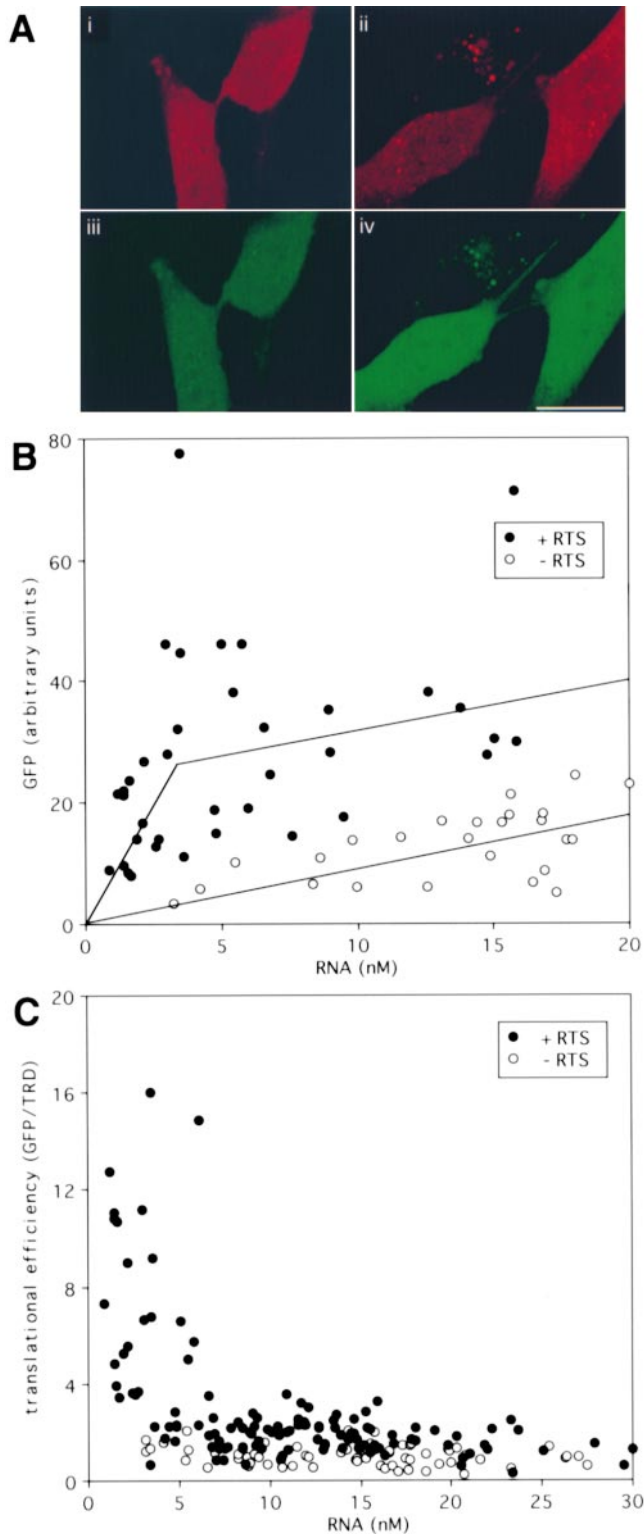 A
i
ii
iii
iv
B
80
60
40
20
0
GFP (arbitrary units)
+ RTS
- RTS
0
5
10
15
20
RNA (nM)
C
20
16
12
8
4
0
translational efficiency (GFP/TRD)
+ RTS
- RTS
0
5
10
15
20
25
30
RNA (nM)